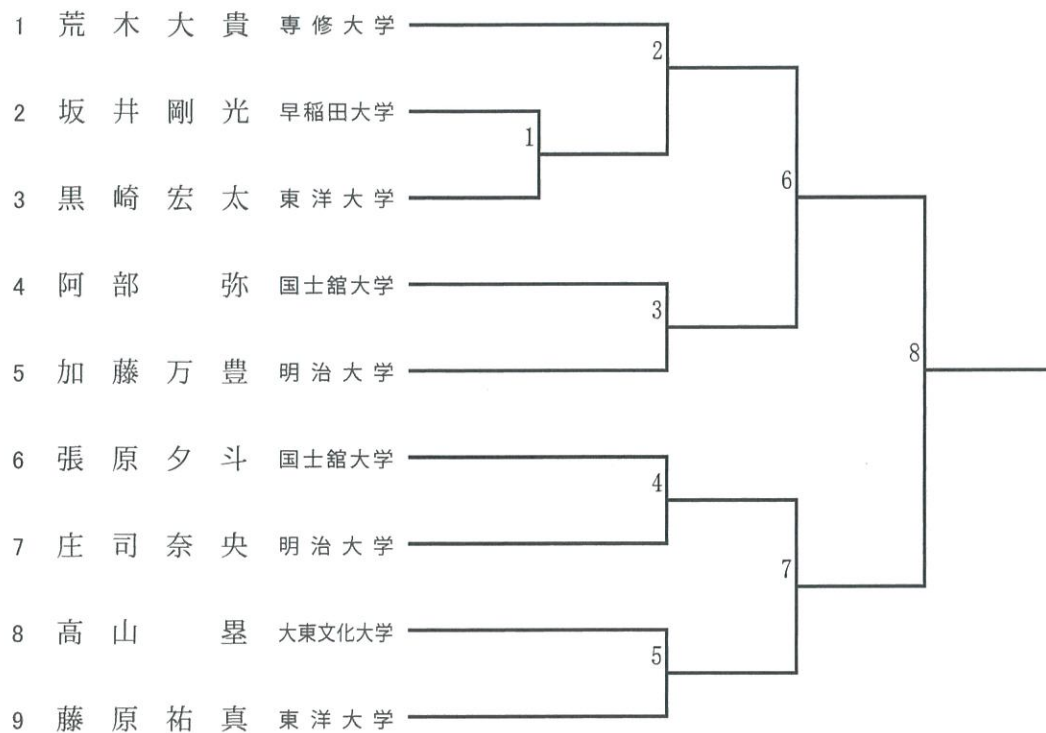 1 荒木大貴 専修大学
2
2 坂井剛光 早稲田大学
1
3 黒崎宏太 東洋大学
6
4 阿部 弥 国士舘大学
3
5 加藤万豊 明治大学
8
6 張原夕斗 国士舘大学
4
7 庄司奈央 明治大学
7
8 高山 塁 大東文化大学
5
9 藤原祐真 東洋大学